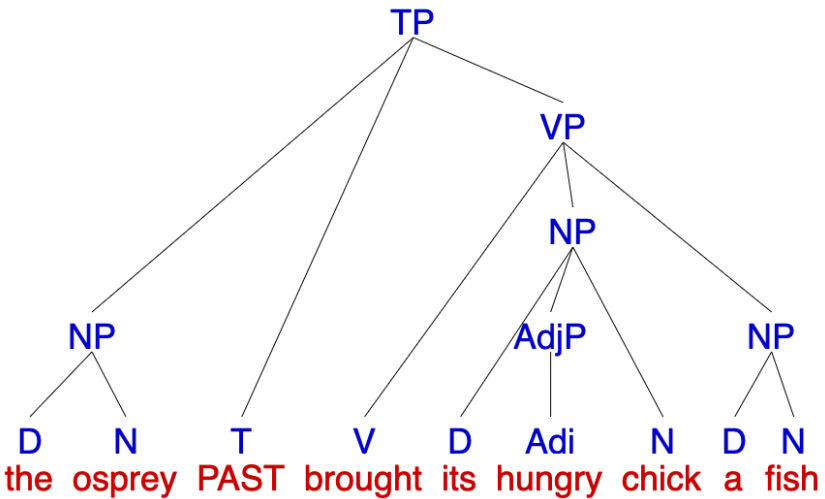 TP
VP
NP
NP AdjP NP
D N T V D Adi N D N
the osprey PAST brought its hungry chick a fish